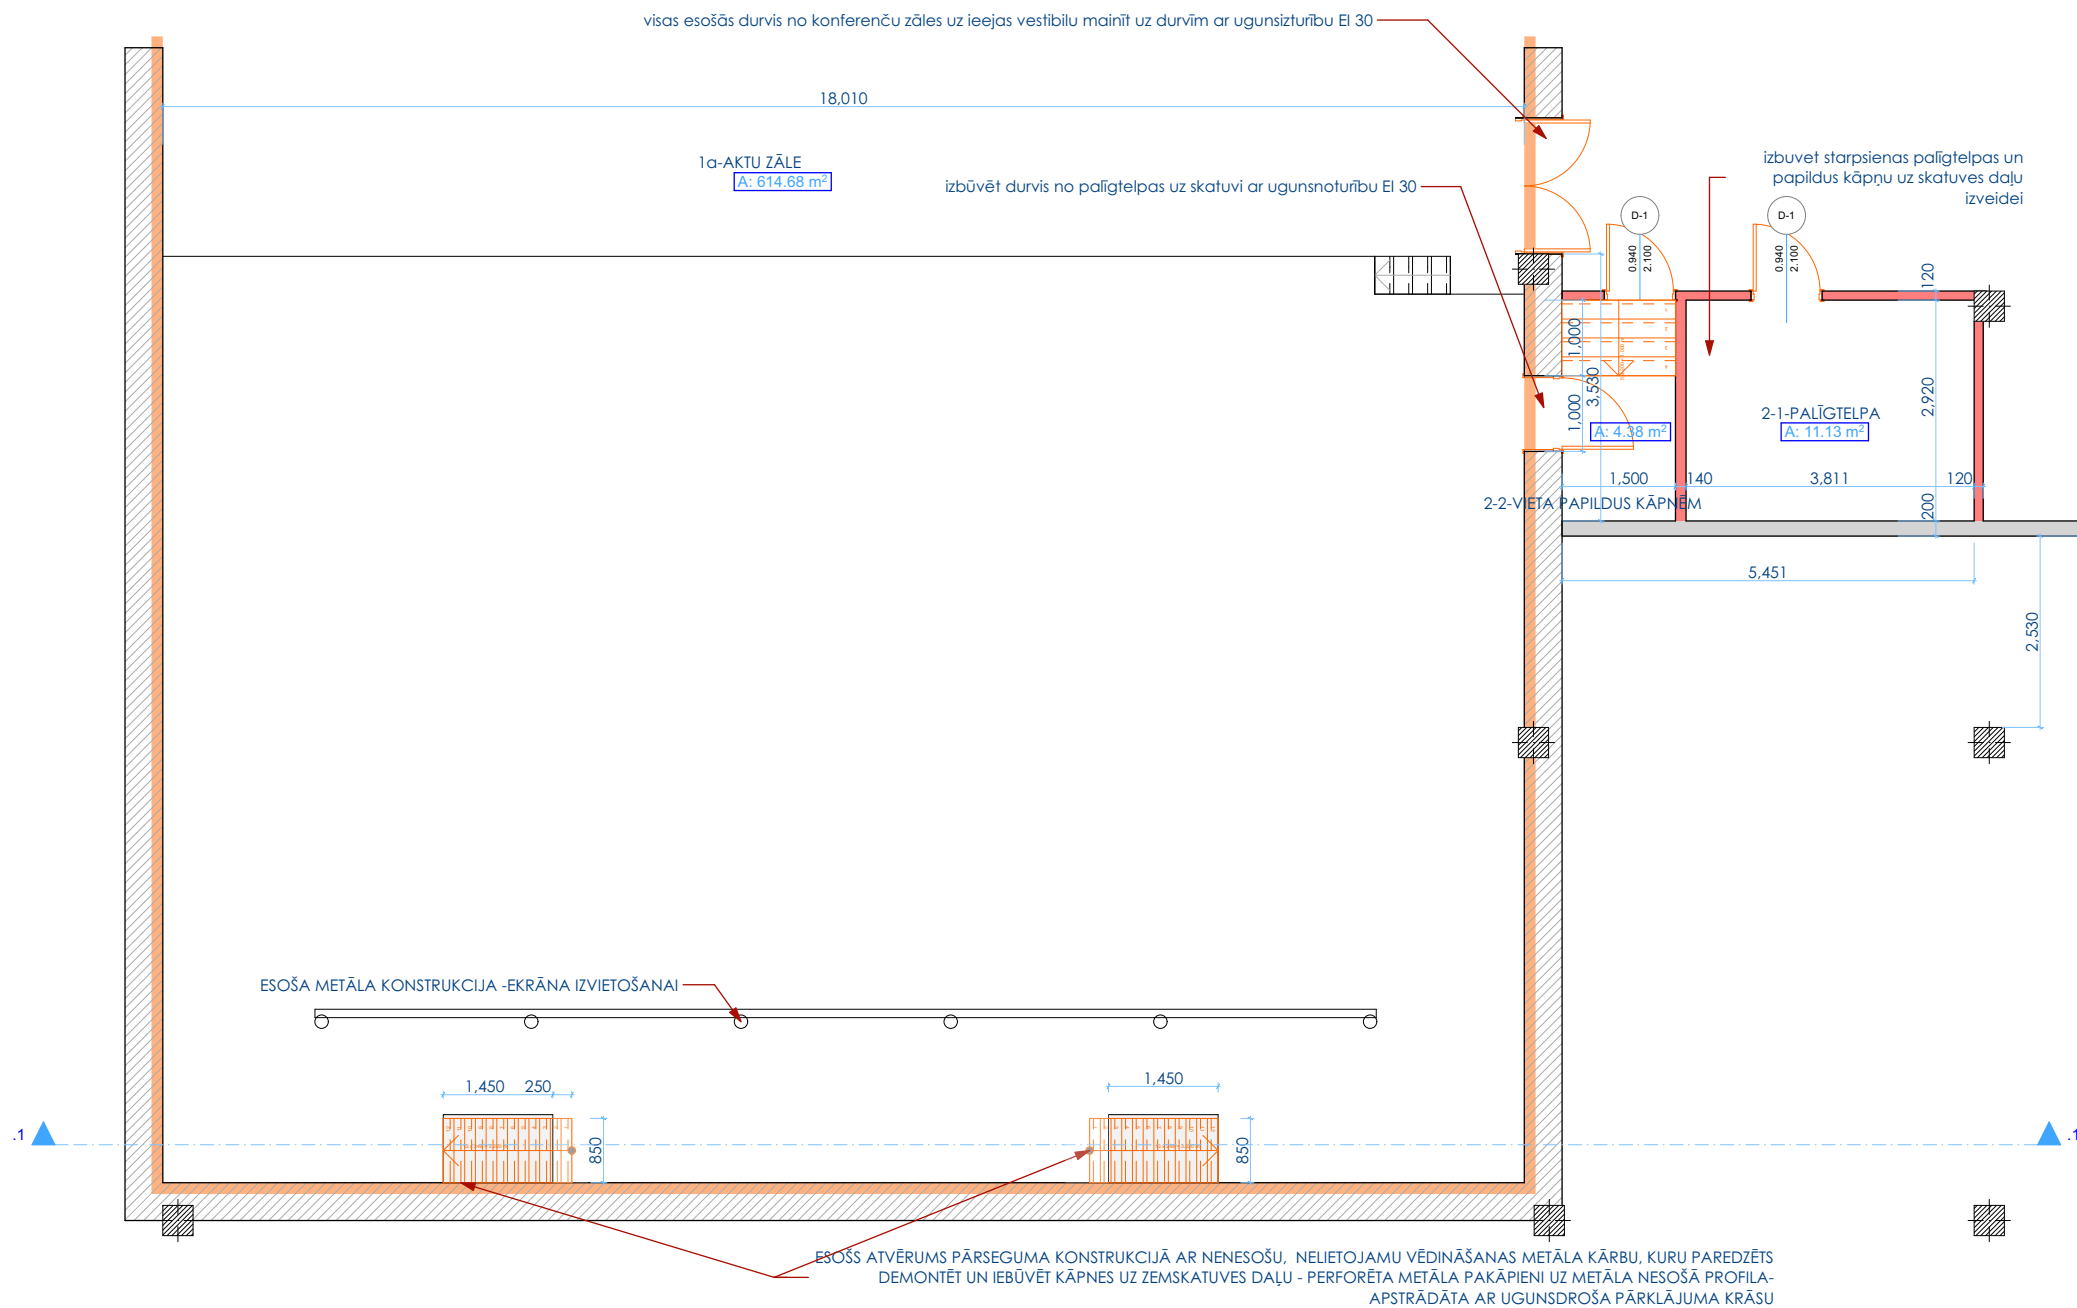 visas esošās durvis no konferenču zāles uz ieejas vestibilu mainīt uz durvīm ar ugunsizturību EI 30
18,010
1a-AKTU ZĀLE
A: 614.68 m²
izbūvēt durvis no palīgtelpas uz skatuvi ar ugunsnoturību EI 30
izbuvet starpsienas palīgtelpas un
papildus kāpņu uz skatuves daļu
izveidei
D-1
0.940
2.100
D-1
0.940
2.100
120
1,000
3,530
1,000
2,920
2-1-PALĪGTELPA
A: 4.38 m²
A: 11.13 m²
1,500
140
3,811
120
2-2-VIETA PAPILDUS KĀPNĒM
200
5,451
2,530
ESOŠA METĀLA KONSTRUKCIJA -EKRĀNA IZVIETOŠANAI
1,450
250
850
1,450
850
.1
.1
ESOŠS ATVĒRUMS PĀRSEGUMA KONSTRUKCIJĀ AR NENESOŠU, NELIETOJAMU VĒDINĀŠANAS METĀLA KĀRBU, KURU PAREDZĒTS
DEMONTĒT UN IEBŪVĒT KĀPNES UZ ZEMSKATUVES DAĻU - PERFORĒTA METĀLA PAKĀPIENI UZ METĀLA NESOŠĀ PROFILA-
APSTRĀDĀTA AR UGUNSDROŠA PĀRKLĀJUMA KRĀSU